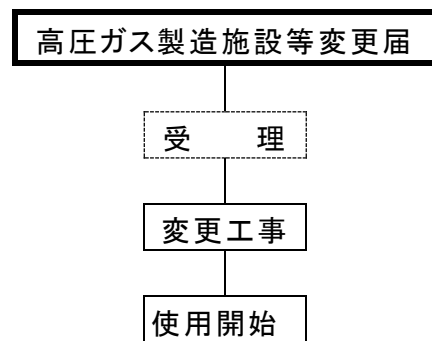 高圧ガス製造施設等変更届
受　　理
変更工事
使用開始